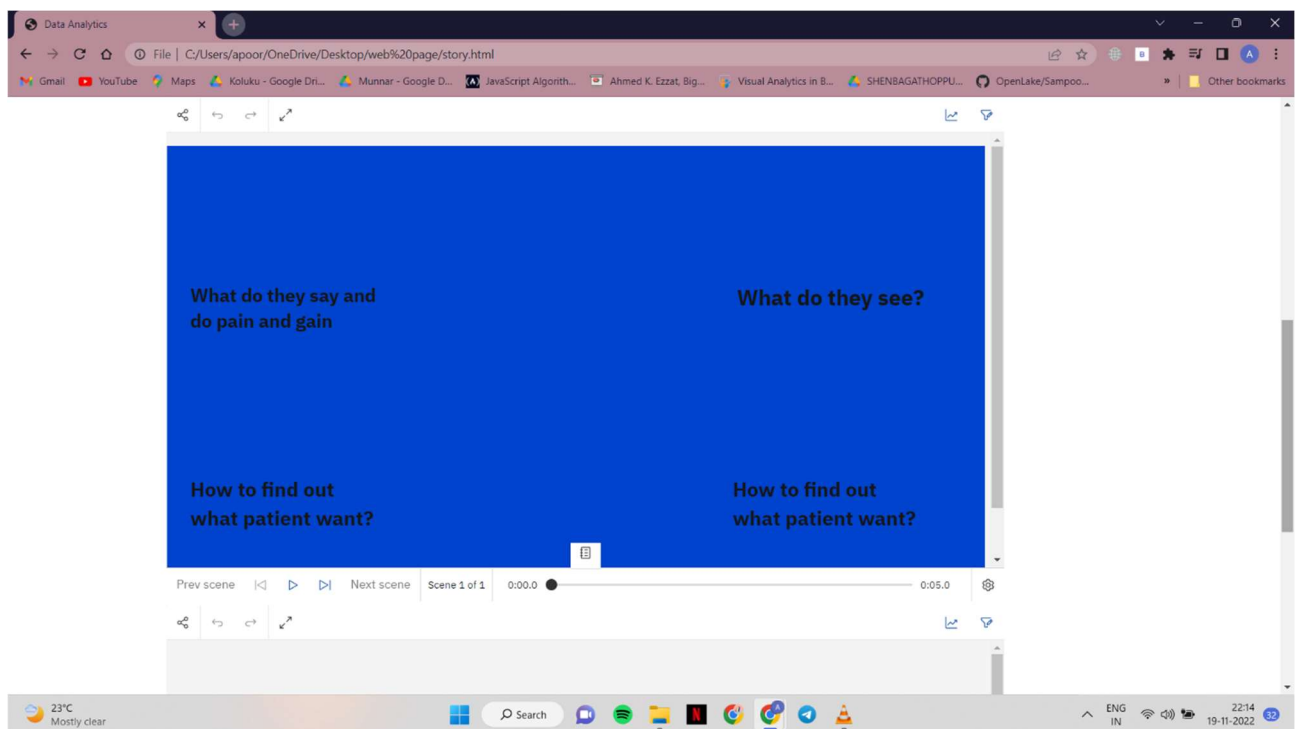 Data Analytics
File | C:/Users/apoor/OneDrive/Desktop/web%20page/story.html
Gmail YouTube Maps Koluku - Google Dri... Munnar - Google D... JavaScript Algorith... Ahmed K. Ezzat, Big... Visual Analytics in B... SHENBAGATHOPPU... OpenLake/Sampoo... » Other bookmarks
What do they say and
do pain and gain
What do they see?
How to find out
what patient want?
How to find out
what patient want?
Prev scene Next scene Scene 1 of 1 0:00.0 0:05.0
23°C
Mostly clear
Search
ENG
IN
22:14
19-11-2022
32